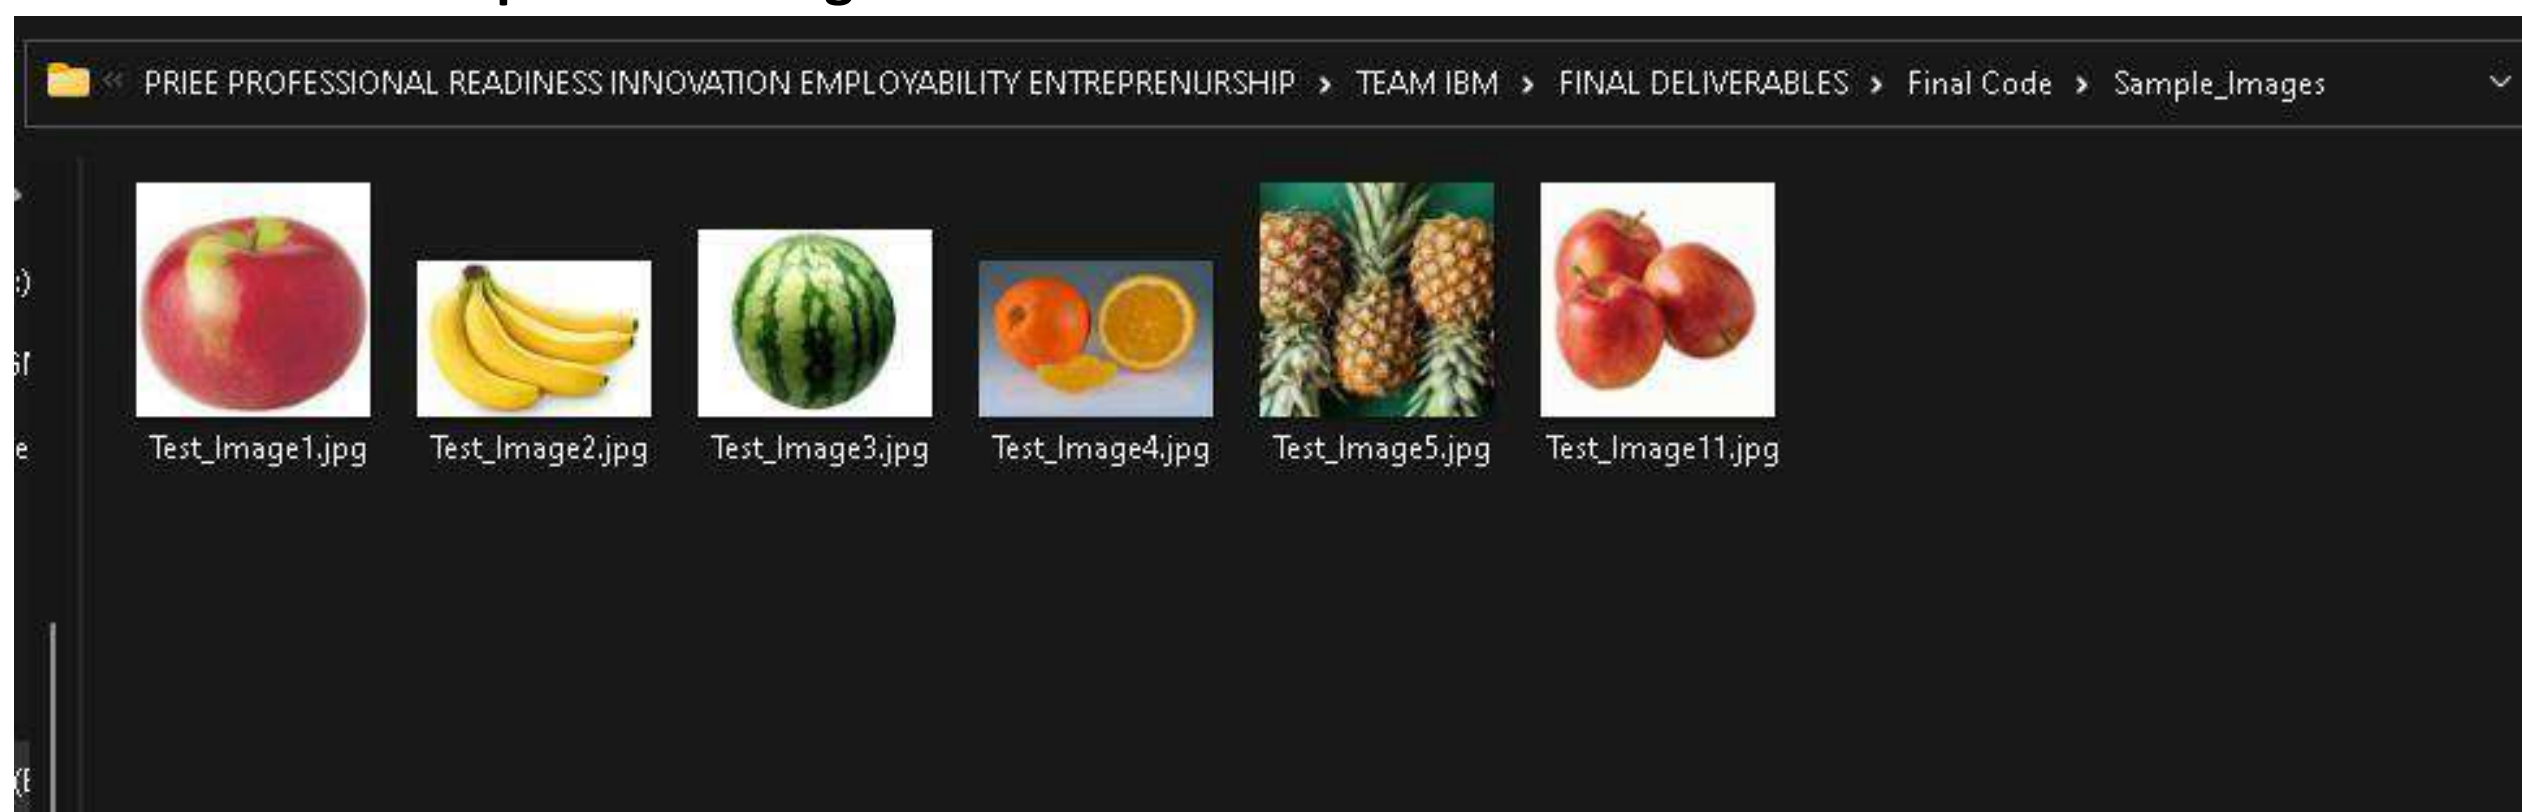 « PRIEE PROFESSIONAL READINESS INNOVATION EMPLOYABILITY ENTREPRENURSHIP > TEAM IBM > FINAL DELIVERABLES > Final Code > Sample_Images
Test_Image1.jpg Test_Image2.jpg Test_Image3.jpg Test_Image4.jpg Test_Image5.jpg Test_Image11.jpg